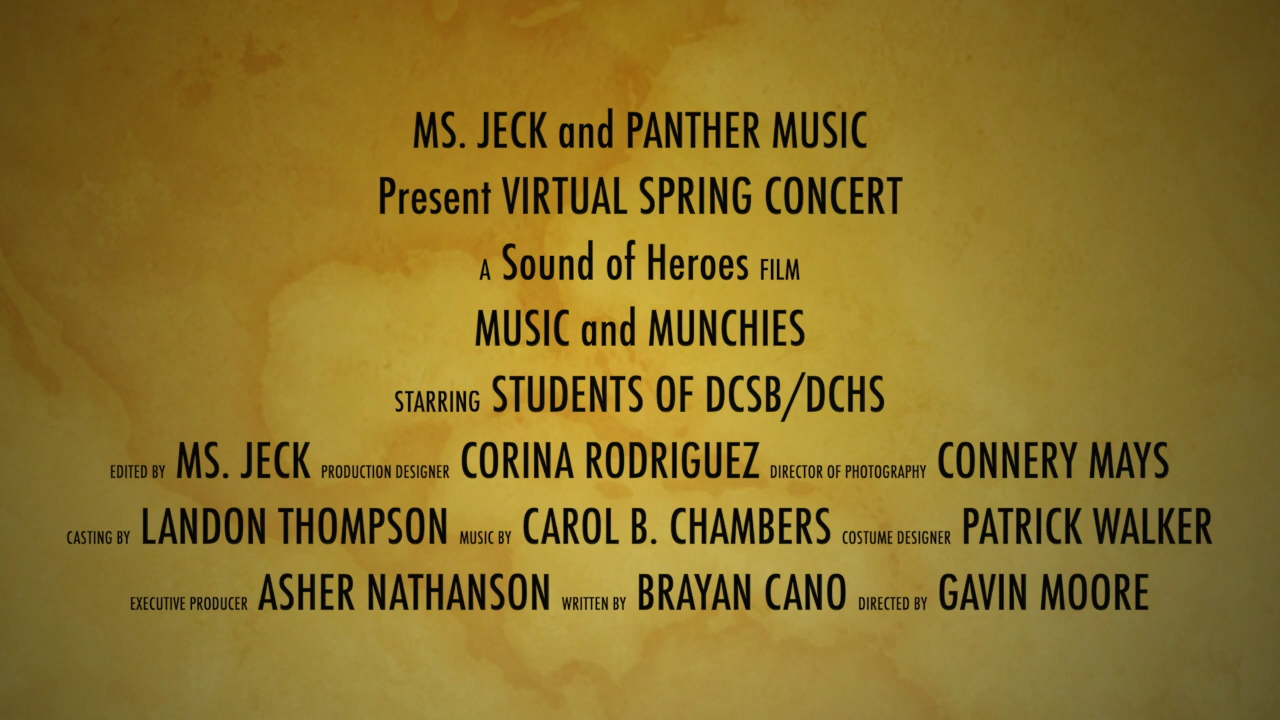 MS. JECK and PANTHER MUSIC
Present VIRTUAL SPRING CONCERT
A Sound of Heroes FILM
MUSIC and MUNCHIES
STARRING STUDENTS OF DCSB/DCHS
EDITED BY MS. JECK PRODUCTION DESIGNER CORINA RODRIGUEZ DIRECTOR OF PHOTOGRAPHY CONNERY MAYS
CASTING BY LANDON THOMPSON MUSIC BY CAROL B. CHAMBERS COSTUME DESIGNER PATRICK WALKER
EXECUTIVE PRODUCER ASHER NATHANSON WRITTEN BY BRAYAN CANO DIRECTED BY GAVIN MOORE